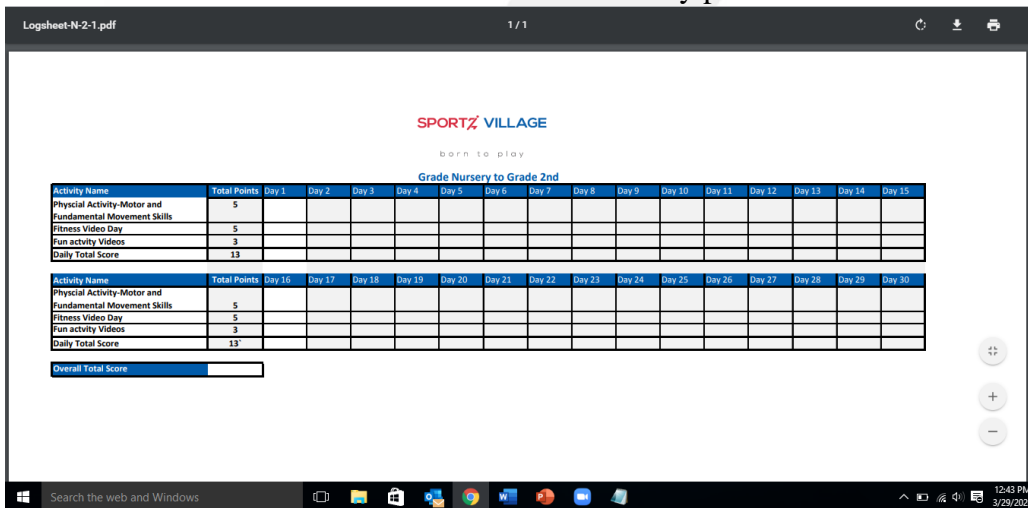 Logsheet-N-2-1.pdf 1 / 1
SPORTZ VILLAGE
born to play
Grade Nursery to Grade 2nd
Activity Name Total Points Day 1 Day 2 Day 3 Day 4 Day 5 Day 6 Day 7 Day 8 Day 9 Day 10 Day 11 Day 12 Day 13 Day 14 Day 15
Physcial Activity-Motor and
Fundamental Movement Skills 5
Fitness Video Day 5
Fun actvity Videos 3
Daily Total Score 13
Activity Name Total Points Day 16 Day 17 Day 18 Day 19 Day 20 Day 21 Day 22 Day 23 Day 24 Day 25 Day 26 Day 27 Day 28 Day 29 Day 30
Physcial Activity-Motor and
Fundamental Movement Skills 5
Fitness Video Day 5
Fun actvity Videos 3
Daily Total Score 13`
Overall Total Score
Search the web and Windows
12:43 PM
3/29/202